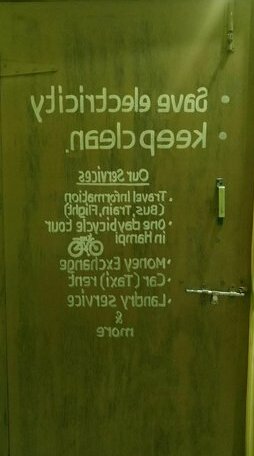 • Save electricity
• keep clean.
Our Services
• Travel Information
(Bus, Train, Flight)
• One day bicycle tour
in Hampi
• Money Exchange
• Car (Taxi) rent
• Landry service
&
more